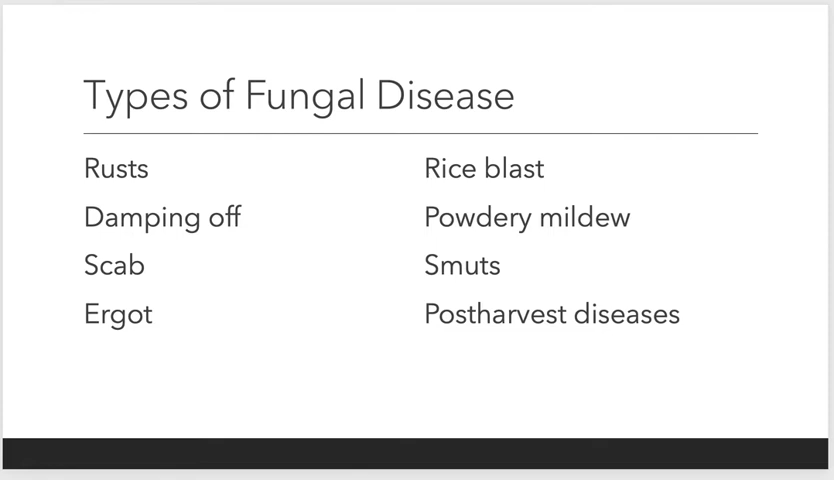 Types of Fungal Disease
Rusts
Damping off
Scab
Ergot
Rice blast
Powdery mildew
Smuts
Postharvest diseases